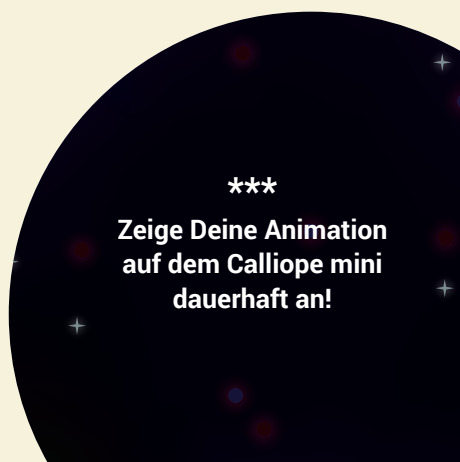 ***
Zeige Deine Animation
auf dem Calliope mini
dauerhaft an!